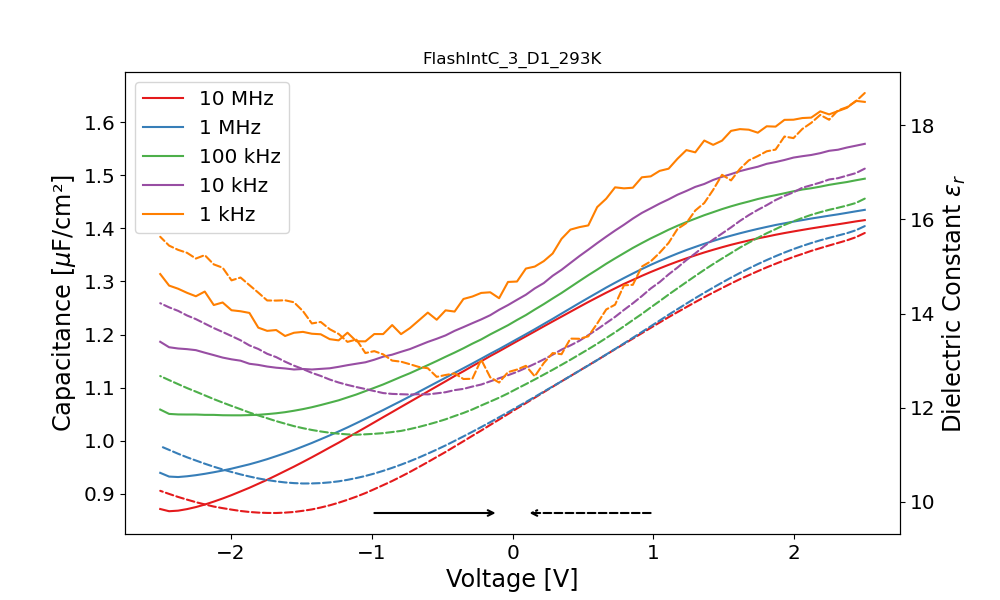 FlashIntC_3_D1_293K
10 MHz
1 MHz
100 kHz
10 kHz
1 kHz
Capacitance [μF/cm²]
1.6
1.5
1.4
1.3
1.2
1.1
1.0
0.9
18
16
14
12
10
Dielectric Constant εᵣ
−2 −1 0 1 2
Voltage [V]